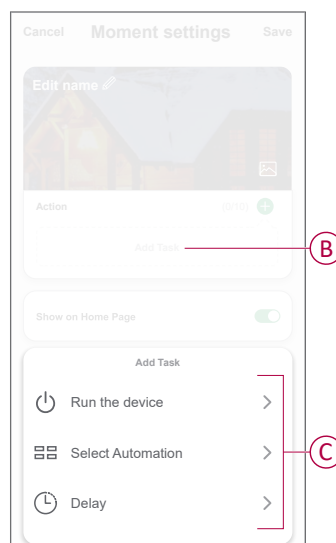 Cancel Moment settings Save
Edit name
Action (0/10)
Add Task
B
Show on Home Page
Add Task
Run the device
Select Automation
C
Delay